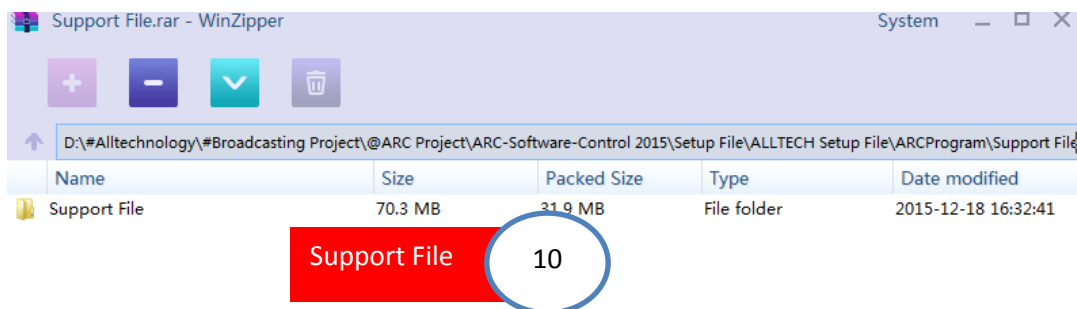 Support File.rar - WinZipper System
D:\#Alltechnology\#Broadcasting Project\@ARC Project\ARC-Software-Control 2015\Setup File\ALLTECH Setup File\ARCProgram\Support File
Name Size Packed Size Type Date modified
Support File 70.3 MB 31.9 MB File folder 2015-12-18 16:32:41
Support File 10